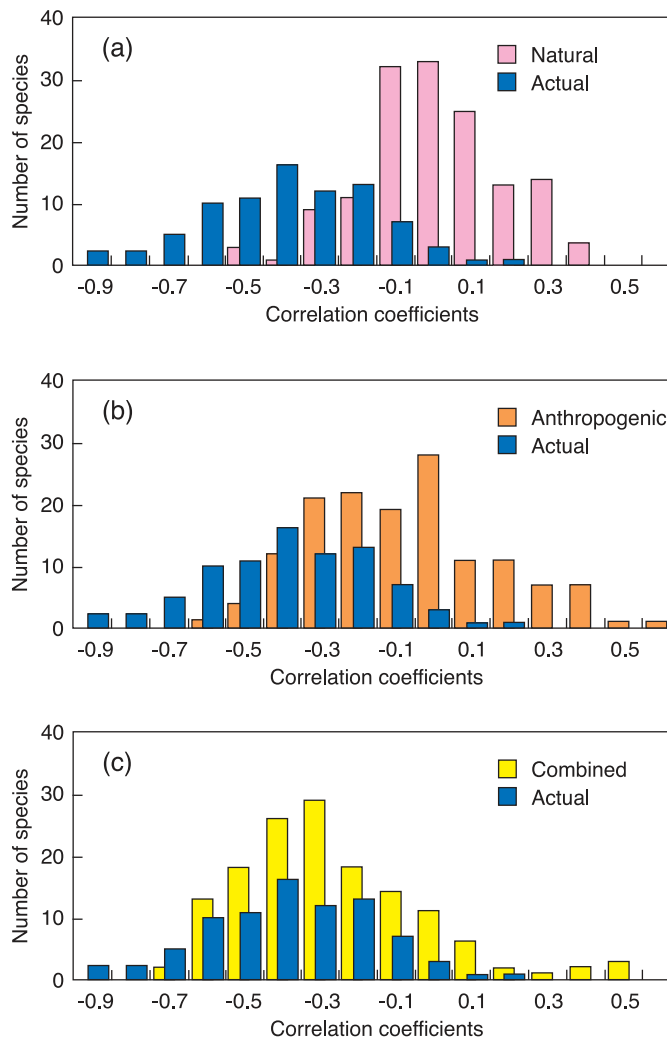 (a)
Natural
Actual
Number of species
40
30
20
10
0
-0.9 -0.7 -0.5 -0.3 -0.1 0.1 0.3 0.5
Correlation coefficients
(b)
Anthropogenic
Actual
Number of species
40
30
20
10
0
-0.9 -0.7 -0.5 -0.3 -0.1 0.1 0.3 0.5
Correlation coefficients
(c)
Combined
Actual
Number of species
40
30
20
10
0
-0.9 -0.7 -0.5 -0.3 -0.1 0.1 0.3 0.5
Correlation coefficients